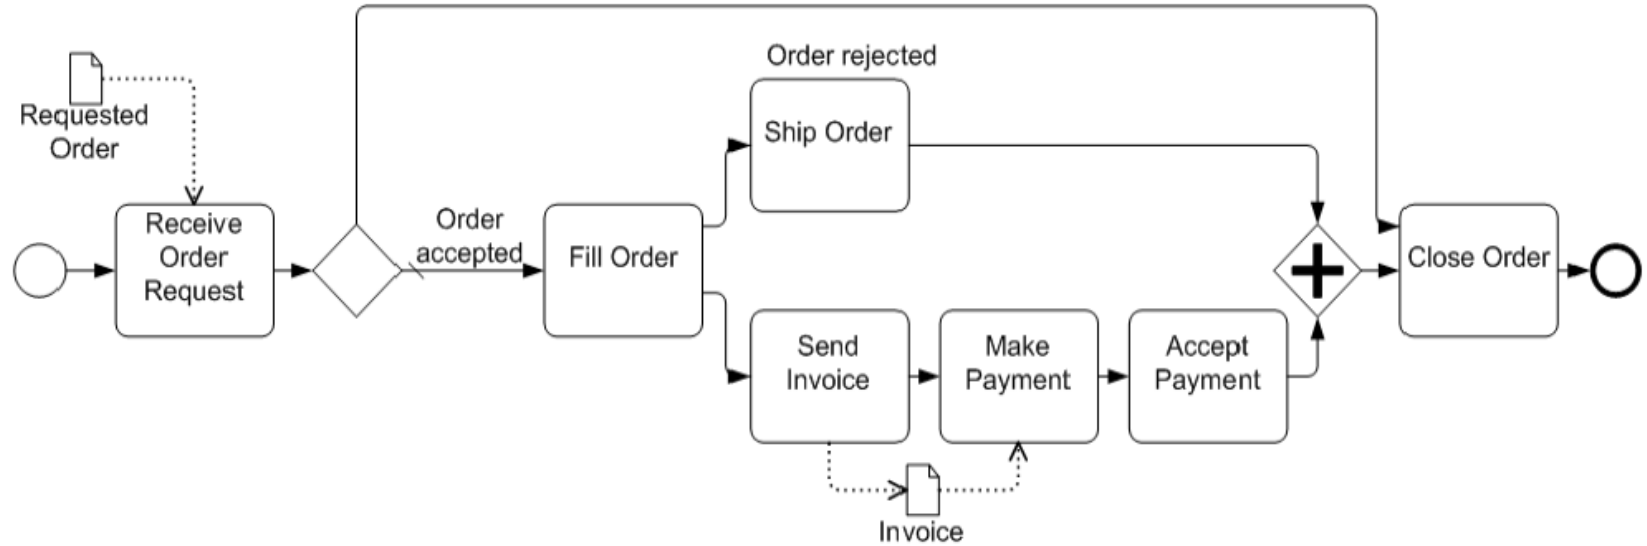 Order rejected
Requested
Order
Ship Order
Receive
Order
Request
Order
accepted
Fill Order
Close Order
Send
Invoice
Make
Payment
Accept
Payment
Invoice